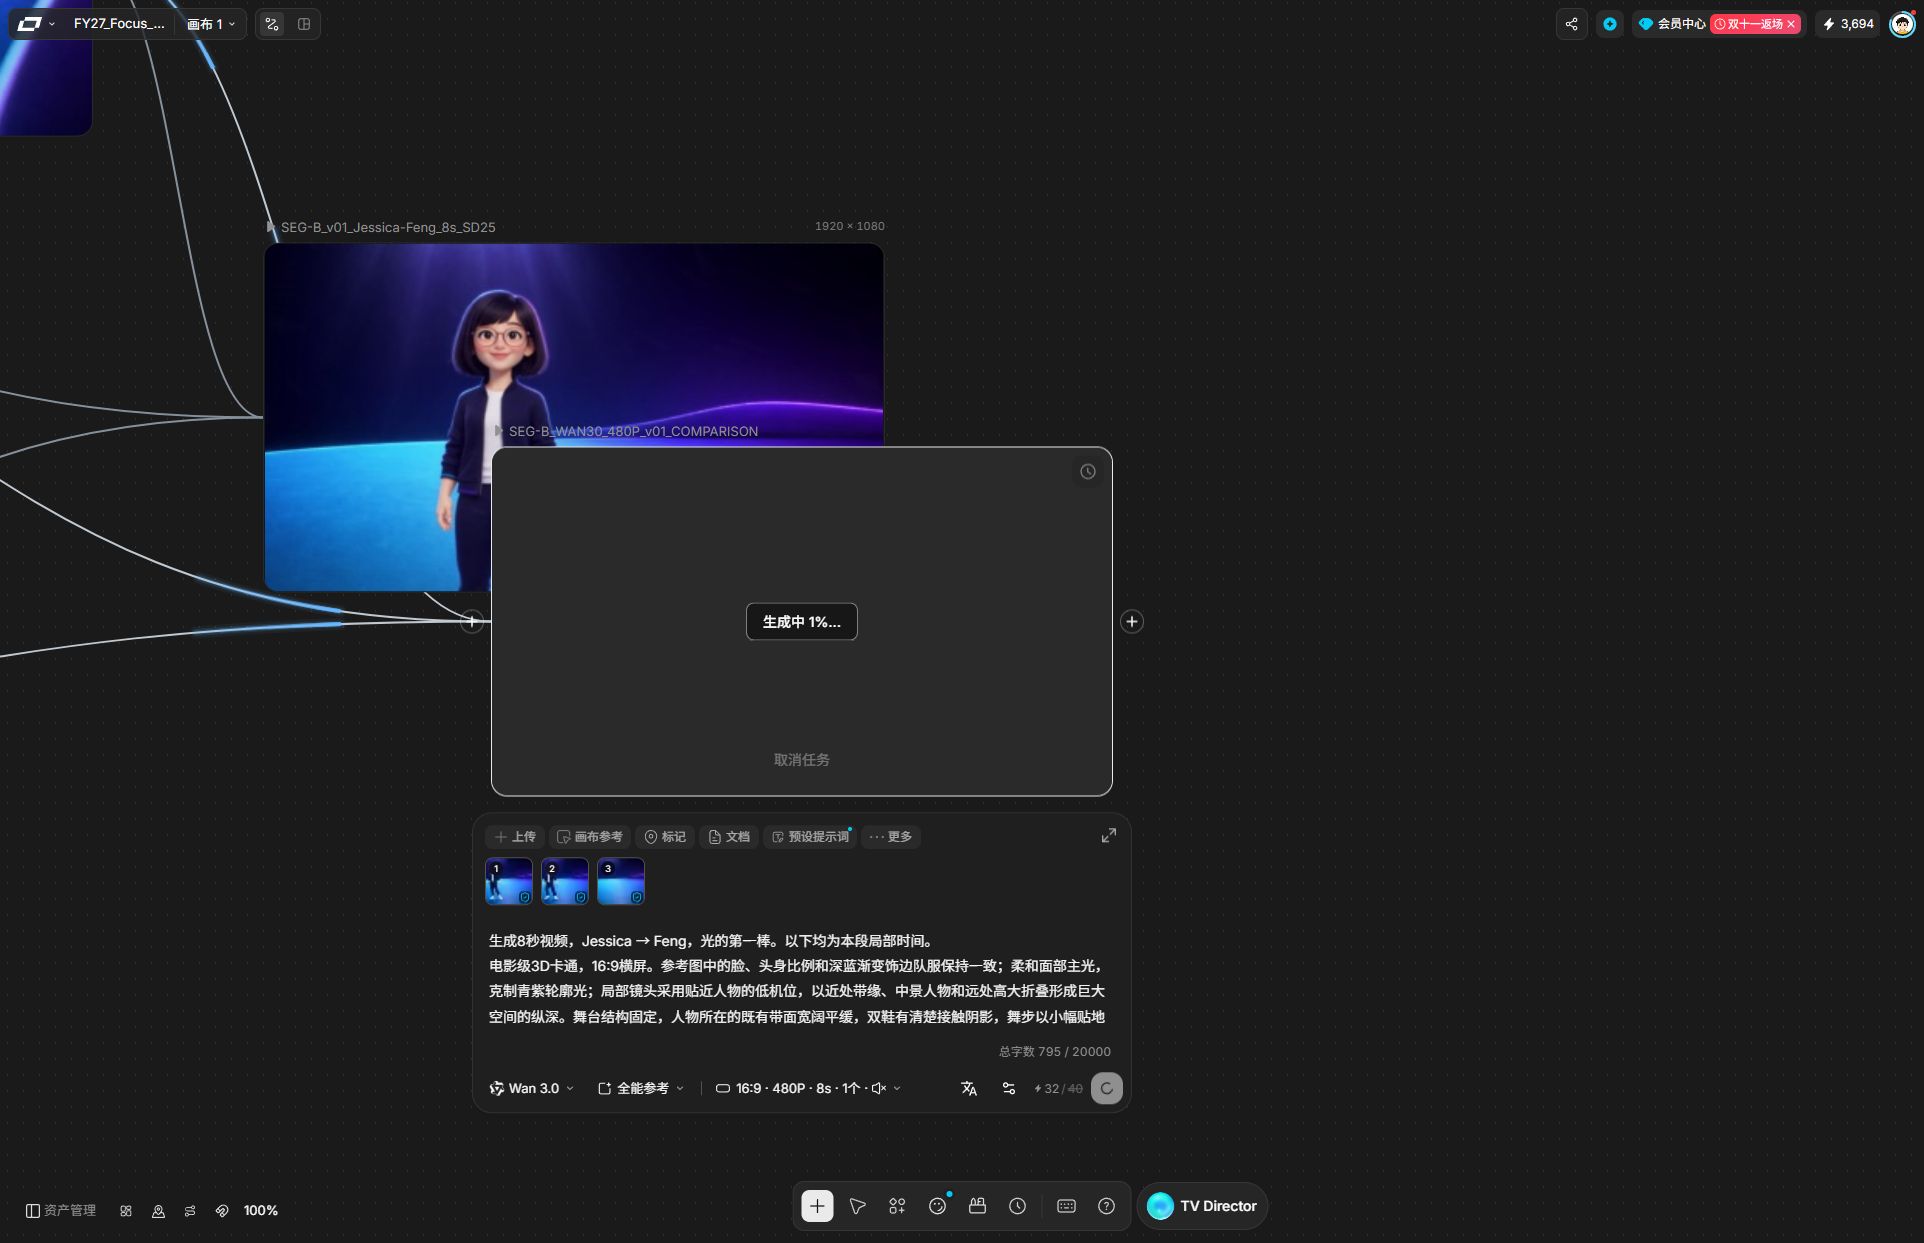 FY27_Focus_...
画布 1
会员中心
双十一返场
3,694
SEG-B_v01_Jessica-Feng_8s_SD25
1920 × 1080
SEG-B_WAN30_480P_v01_COMPARISON
生成中 1%...
取消任务
上传
画布参考
标记
文档
预设提示词
更多
1
2
3
生成8秒视频，Jessica → Feng，光的第一棒。以下均为本段局部时间。
电影级3D卡通，16:9横屏。参考图中的脸、头身比例和深蓝渐变饰边队服保持一致；柔和面部主光，
克制青紫轮廓光；局部镜头采用贴近人物的低机位，以近处带缘、中景人物和远处高大折叠形成巨大
空间的纵深。舞台结构固定，人物所在的既有带面宽阔平缓，双鞋有清楚接触阴影，舞步以小幅贴地
总字数 795 / 20000
Wan 3.0
全能参考
16:9 · 480P · 8s · 1个 ·
32 / 40
资产管理
100%
TV Director